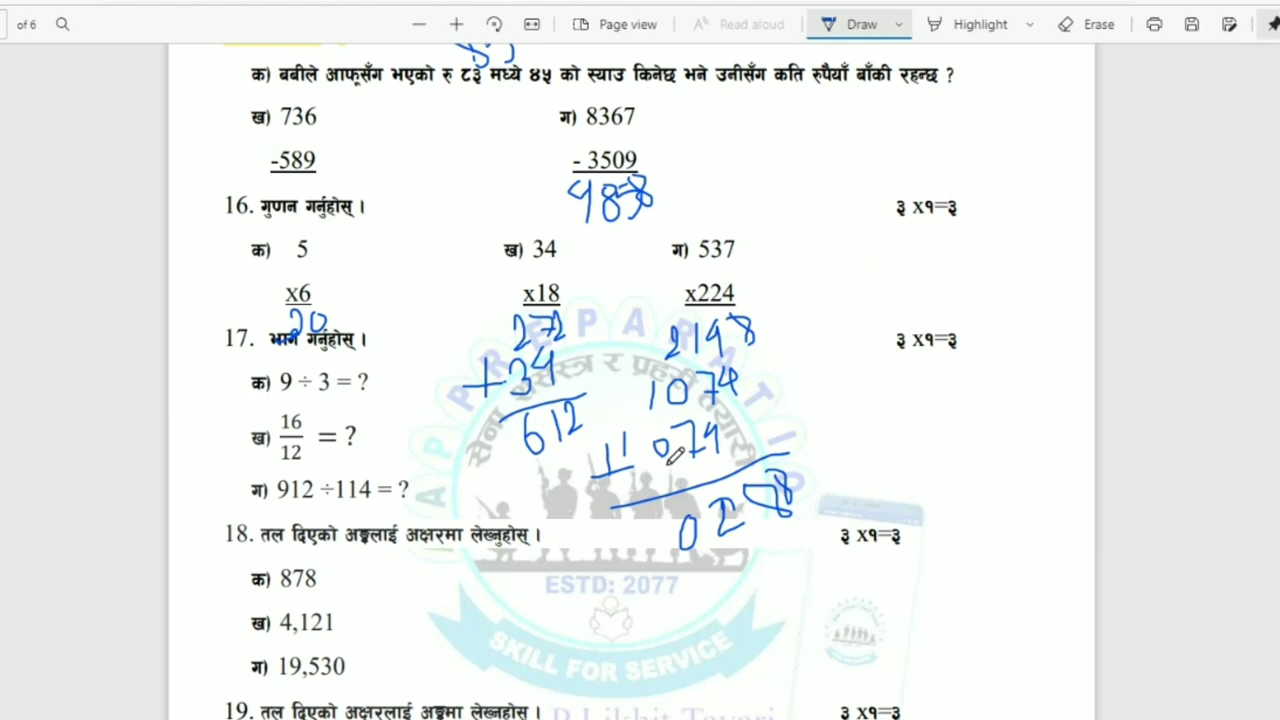 of 6 Page view Read aloud Draw Highlight Erase
क) बबीले आफूसँग भएको रु ८३ मध्ये ४५ को स्याउ किनेछ भने उनीसँग कति रुपैयाँ बाँकी रहन्छ ?
ख) 736 ग) 8367
-589 - 3509
16. गुणन गर्नुहोस् । ३ x१=३
क) 5 ख) 34 ग) 537
x6 x18 x224
20 272 2148
17. भाग गर्नुहोस् । ३ x१=३
+34 1074
क) 9 ÷ 3 = ?
612 11 074
ख) 16/12 = ?
ग) 912 ÷114 = ?
18. तल दिएको अङ्कलाई अक्षरमा लेख्नुहोस् । ३ x१=३
क) 878
ESTD: 2077
ख) 4,121
SKILL FOR SERVICE
ग) 19,530
19. तल दिएको अक्षरलाई अङ्कमा लेख्नुहोस् । ३ x१=३